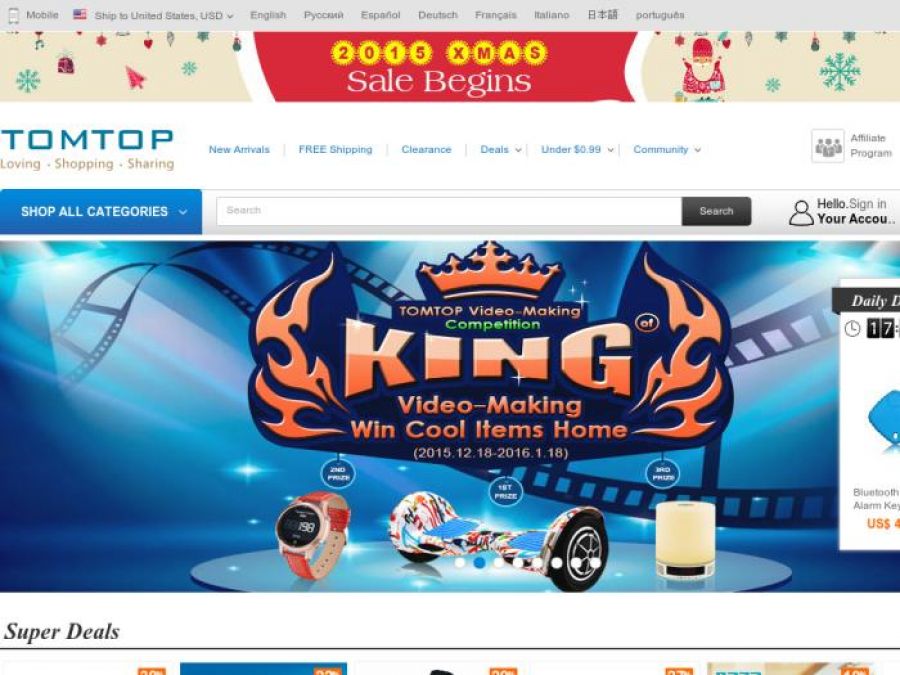 Mobile Ship to United States, USD English Русский Español Deutsch Français Italiano 日本語 português
2015 XMAS
Sale Begins
TOMTOP
Loving . Shopping . Sharing
New Arrivals FREE Shipping Clearance Deals Under $0.99 Community
Affiliate
Program
SHOP ALL CATEGORIES Search Search
Hello.Sign in
Your Accou..
TOMTOP Video-Making
Competition
KING of
Video-Making
Win Cool Items Home
(2015.12.18-2016.1.18)
2ND
PRIZE
1ST
PRIZE
3RD
PRIZE
198
Daily D
17:
Bluetooth
Alarm Key
US$ 4
Super Deals